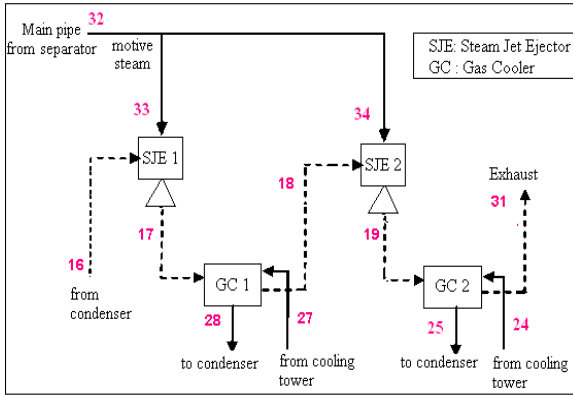 32
Main pipe
from separator
motive
steam
SJE: Steam Jet Ejector
GC : Gas Cooler
33
34
SJE 1
SJE 2
18
Exhaust
31
17
19
16
from
condenser
GC 1
GC 2
28
27
25
24
to condenser
from cooling
tower
to condenser
from cooling
tower